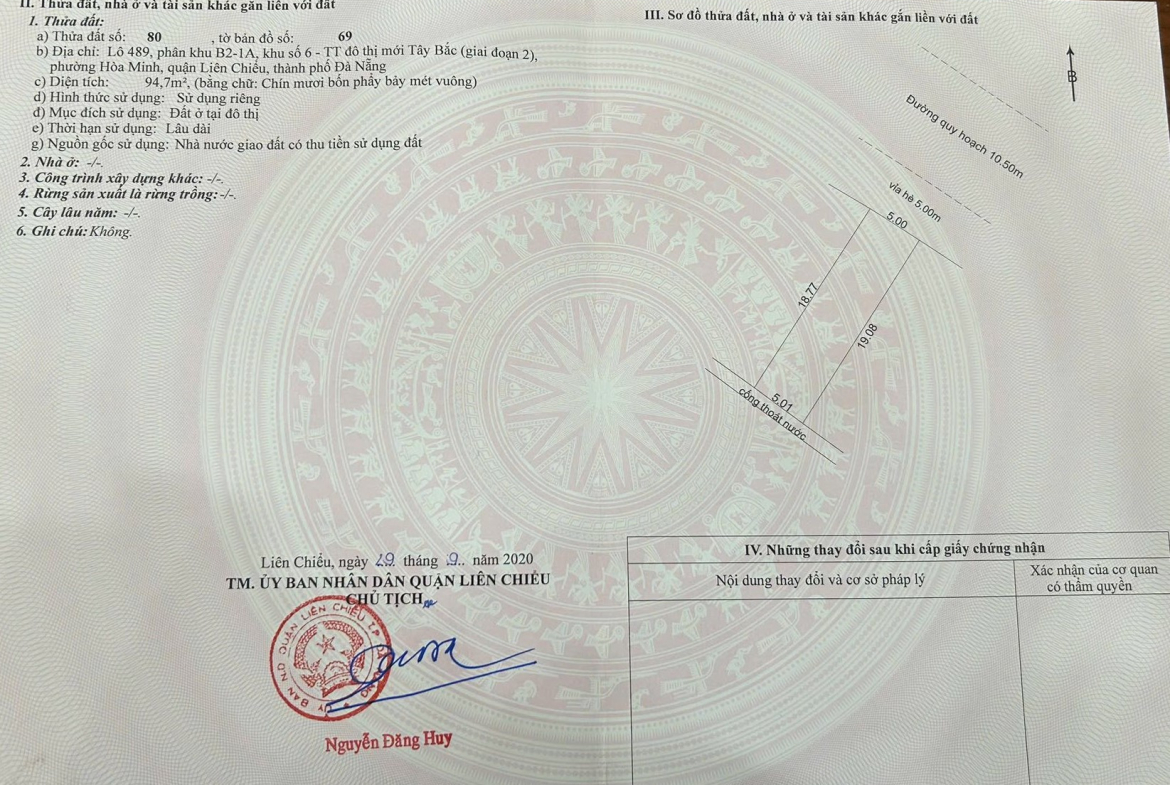 II. Thửa đất, nhà ở và tài sản khác gắn liền với đất
1. Thửa đất:
a) Thửa đất số: 80 , tờ bản đồ số: 69
b) Địa chỉ: Lô 489, phân khu B2-1A, khu số 6 - TT đô thị mới Tây Bắc (giai đoạn 2),
phường Hòa Minh, quận Liên Chiểu, thành phố Đà Nẵng
c) Diện tích: 94,7m², (bằng chữ: Chín mươi bốn phẩy bảy mét vuông)
d) Hình thức sử dụng: Sử dụng riêng
đ) Mục đích sử dụng: Đất ở tại đô thị
e) Thời hạn sử dụng: Lâu dài
g) Nguồn gốc sử dụng: Nhà nước giao đất có thu tiền sử dụng đất
2. Nhà ở: -/-.
3. Công trình xây dựng khác: -/-.
4. Rừng sản xuất là rừng trồng: -/-.
5. Cây lâu năm: -/-.
6. Ghi chú: Không.
III. Sơ đồ thửa đất, nhà ở và tài sản khác gắn liền với đất
B
Đường quy hoạch 10.50m
vỉa hè 5.00m
5.00
18.77
19.08
5.01
cống thoát nước
Liên Chiểu, ngày 29 tháng .9.. năm 2020
TM. ỦY BAN NHÂN DÂN QUẬN LIÊN CHIỂU
CHỦ TỊCH
ỦY BAN N.D QUẬN LIÊN CHIỂU T.P ĐÀ NẴNG
Nguyễn Đăng Huy
IV. Những thay đổi sau khi cấp giấy chứng nhận
Nội dung thay đổi và cơ sở pháp lý
Xác nhận của cơ quan
có thẩm quyền